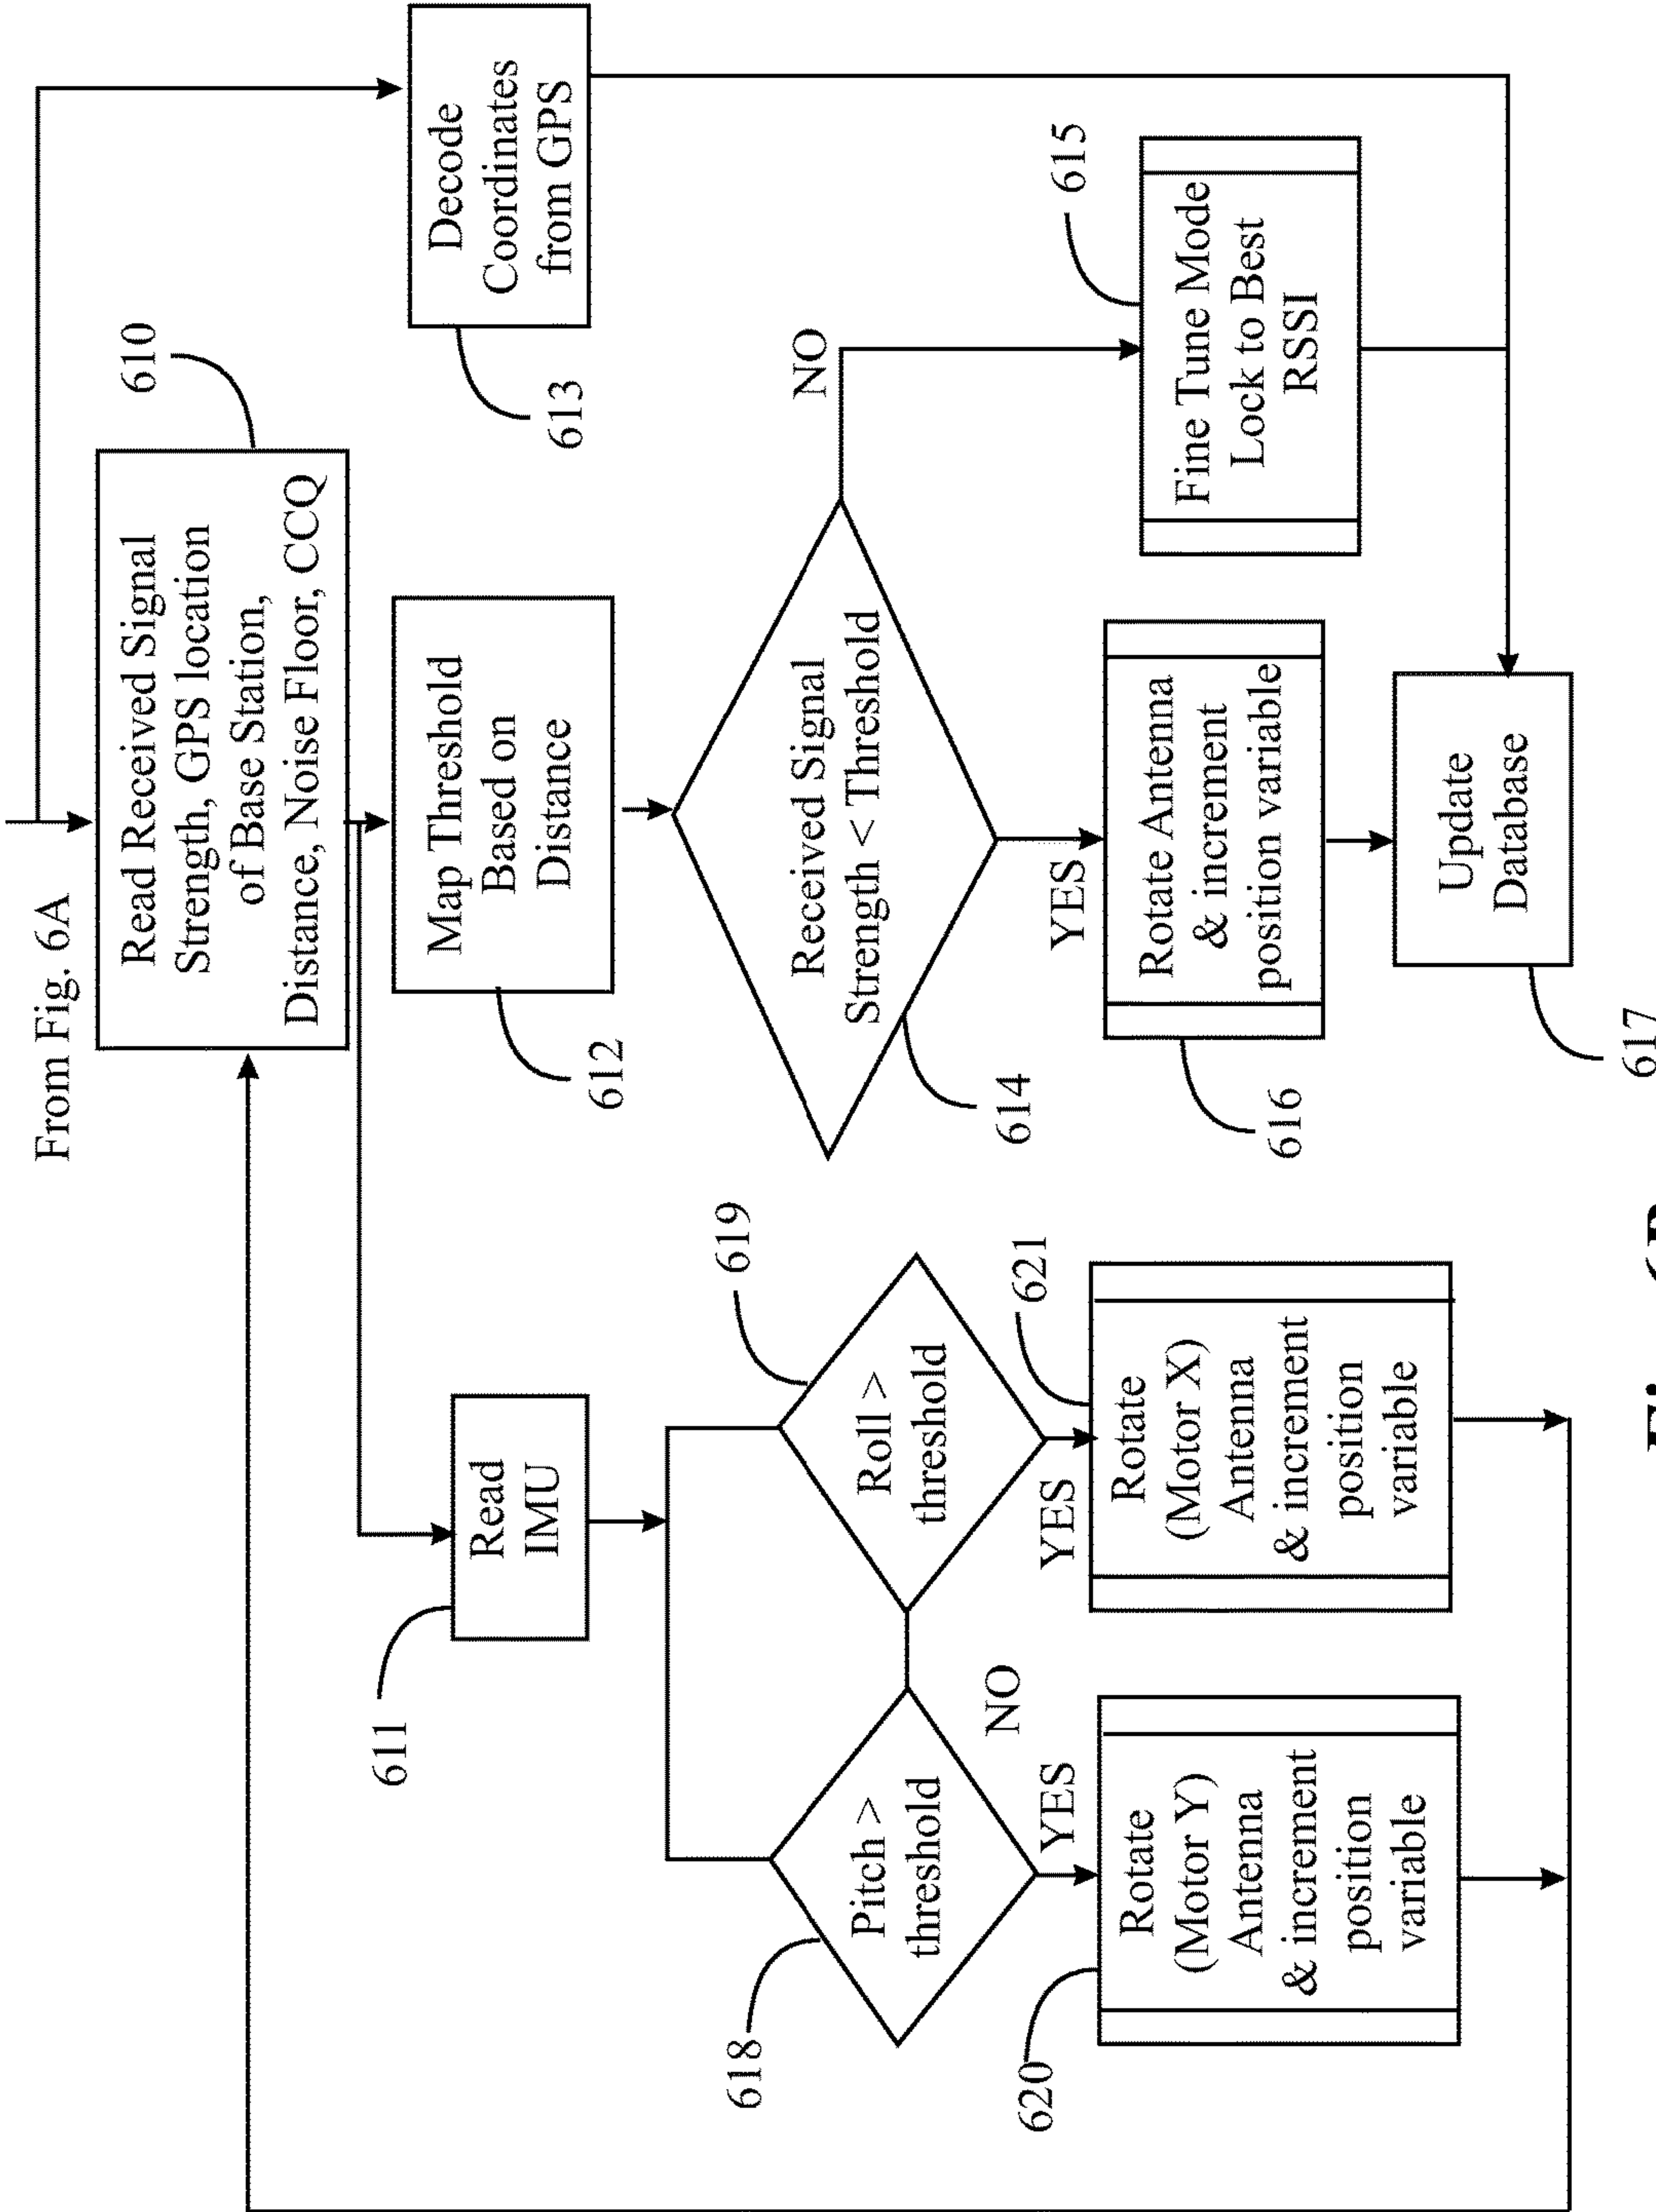 From Fig. 6A
Read Received Signal
Strength, GPS location
of Base Station,
Distance, Noise Floor, CCQ
610
Decode
Coordinates
from GPS
613
Read
IMU
611
Map Threshold
Based on
Distance
612
Pitch >
threshold
618
Roll >
threshold
619
NO
YES
YES
Received Signal
Strength < Threshold
614
NO
YES
Rotate
(Motor Y)
Antenna
& increment
position
variable
620
Rotate
(Motor X)
Antenna
& increment
position
variable
621
Rotate Antenna
& increment
position variable
616
Fine Tune Mode
Lock to Best
RSSI
615
Update
Database
617